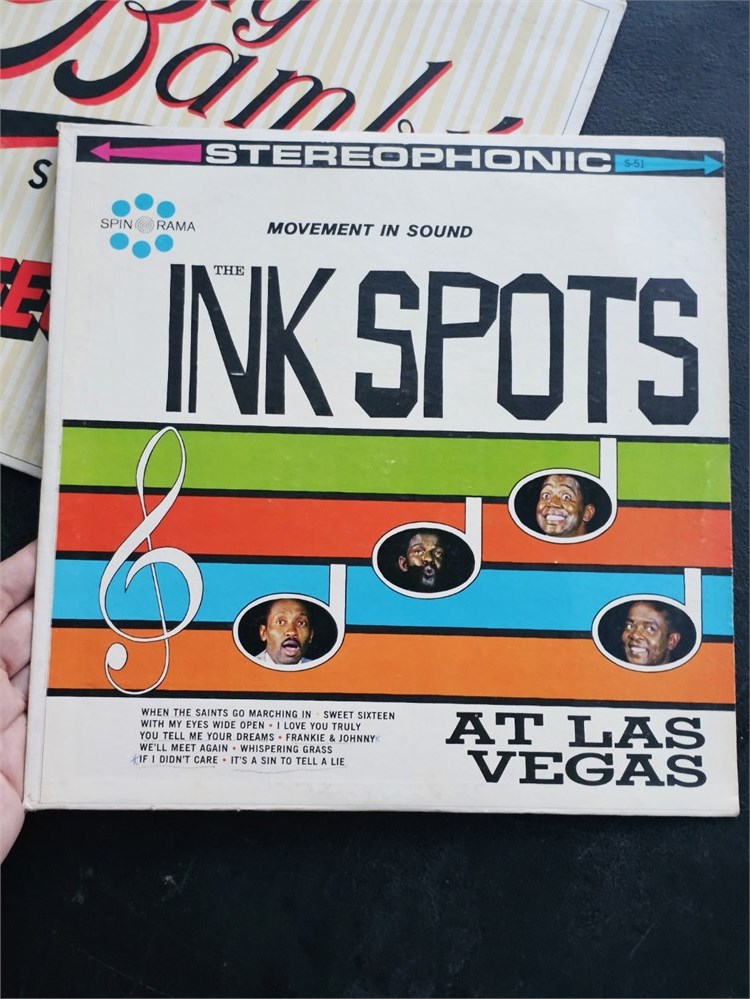 Bam
S
STEREOPHONIC
S-51
SPIN O RAMA
MOVEMENT IN SOUND
THE
INK SPOTS
WHEN THE SAINTS GO MARCHING IN • SWEET SIXTEEN
WITH MY EYES WIDE OPEN • I LOVE YOU TRULY
YOU TELL ME YOUR DREAMS • FRANKIE & JOHNNY
WE'LL MEET AGAIN • WHISPERING GRASS
IF I DIDN'T CARE • IT'S A SIN TO TELL A LIE
AT LAS
VEGAS